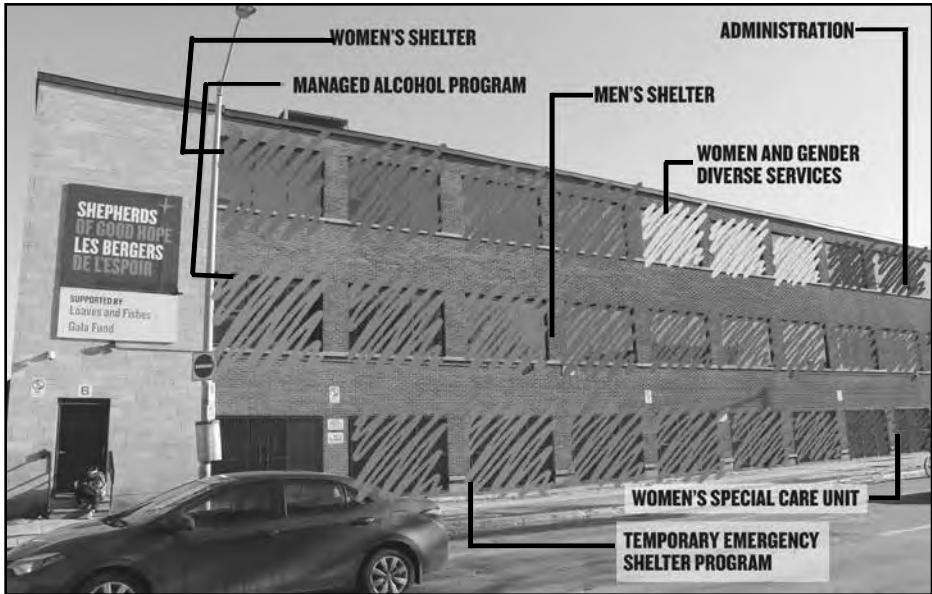 WOMEN'S SHELTER
ADMINISTRATION
MANAGED ALCOHOL PROGRAM
MEN'S SHELTER
WOMEN AND GENDER
DIVERSE SERVICES
SHEPHERDS
OF GOOD HOPE
LES BERGERS
DE L'ESPOIR
SUPPORTED BY
Loaves and Fishes
Gala Fund
B
WOMEN'S SPECIAL CARE UNIT
TEMPORARY EMERGENCY
SHELTER PROGRAM